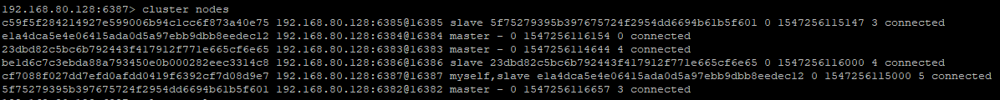 192.168.80.128:6387> cluster nodes
c59f5f284214927e599006b94c1cc6f873a40e75 192.168.80.128:6385@16385 slave 5f75279395b397675724f2954dd6694b61b5f601 0 1547256115147 3 connected
e1a4dca5e4e06415ada0d5a97ebb9dbb8eedec12 192.168.80.128:6384@16384 master - 0 1547256116154 0 connected
23dbd82c5bc6b792443f417912f771e665cf6e65 192.168.80.128:6383@16383 master - 0 1547256114644 4 connected
be1d6c7c3ebda88a793450e0b000282eec3314c8 192.168.80.128:6386@16386 slave 23dbd82c5bc6b792443f417912f771e665cf6e65 0 1547256116000 4 connected
cf7088f027dd7efd0afdd0419f6392cf7d08d9e7 192.168.80.128:6387@16387 myself,slave e1a4dca5e4e06415ada0d5a97ebb9dbb8eedec12 0 1547256115000 5 connected
5f75279395b397675724f2954dd6694b61b5f601 192.168.80.128:6382@16382 master - 0 1547256116657 3 connected